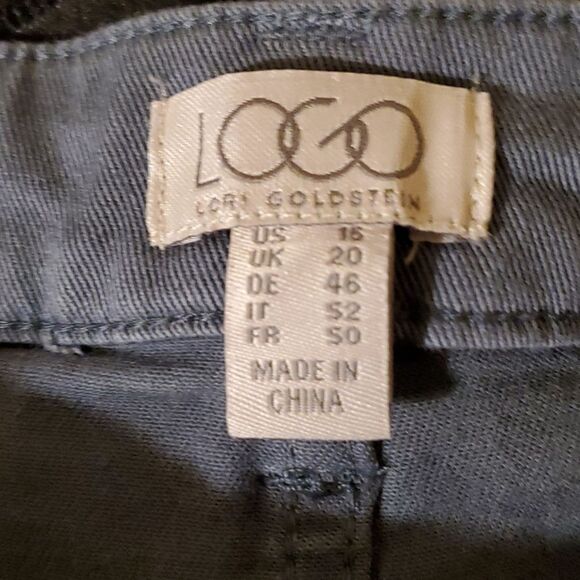 LOGO
LORI GOLDSTEIN
US 16
UK 20
DE 46
IT 52
FR 50
MADE IN
CHINA